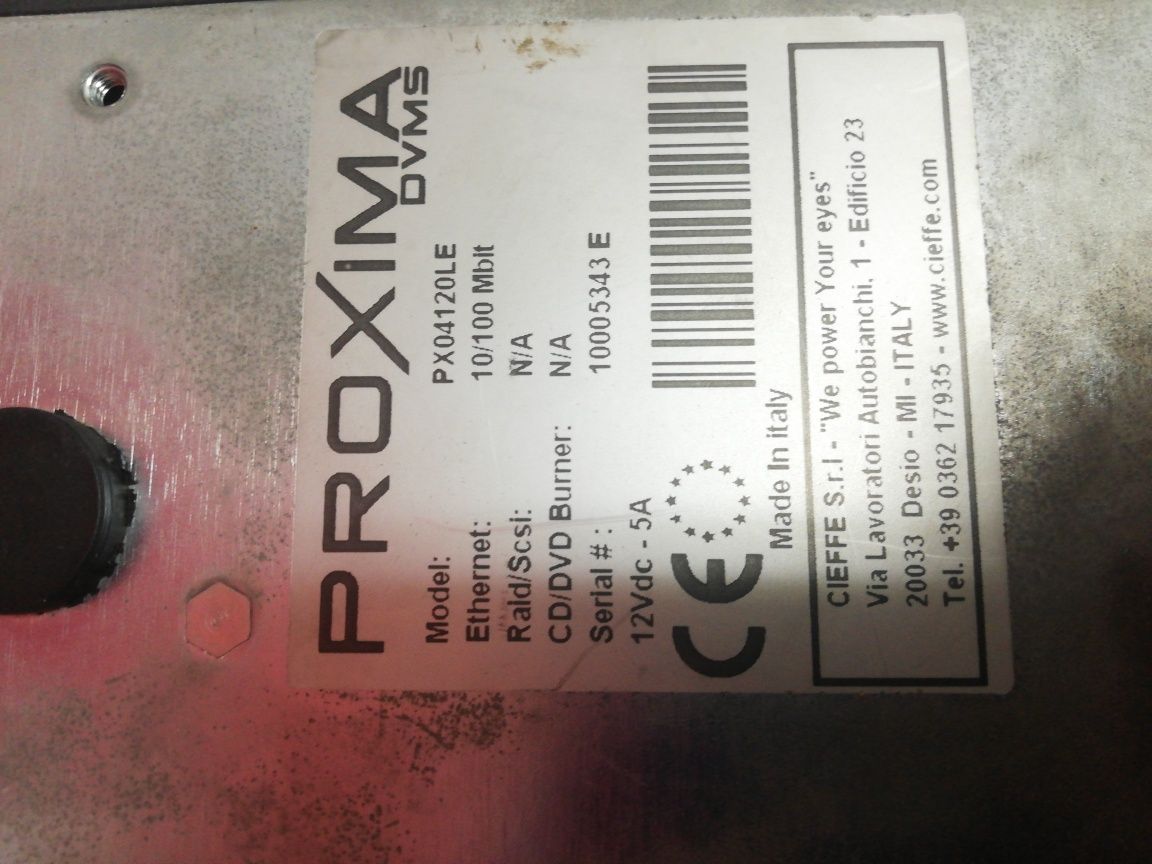 PROXIMA
DVMS
Model: PX04120LE
Ethernet: 10/100 Mbit
Raid/Scsi: N/A
CD/DVD Burner: N/A
Serial # : 10005343 E
12Vdc - 5A
CE
Made In italy
CIEFFE S.r.l - "We power Your eyes"
Via Lavoratori Autobianchi, 1 - Edificio 23
20033 Desio - MI - ITALY
Tel. +39 0362 17935 - www.cieffe.com